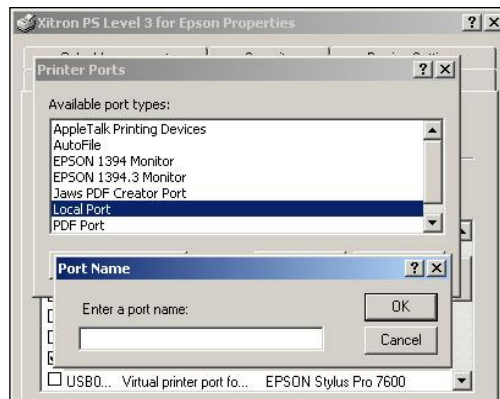 Xitron PS Level 3 for Epson Properties
Printer Ports
Available port types:
AppleTalk Printing Devices
AutoFile
EPSON 1394 Monitor
EPSON 1394.3 Monitor
Jaws PDF Creator Port
Local Port
PDF Port
Port Name
Enter a port name:
OK
Cancel
USB0... Virtual printer port fo... EPSON Stylus Pro 7600